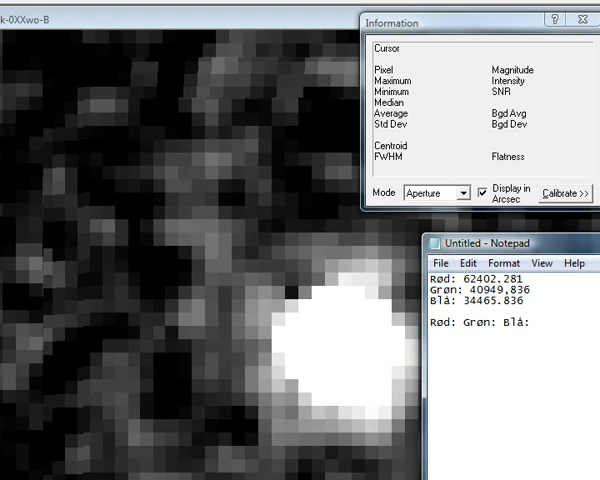 k-0XXwo-B
Information
Cursor
Pixel Magnitude
Maximum Intensity
Minimum SNR
Median
Average Bgd Avg
Std Dev Bgd Dev
Centroid
FWHM Flatness
Mode Aperture Display in Arcsec Calibrate >>
Untitled - Notepad
File Edit Format View Help
Rød: 62402.281
Grøn: 40949,836
Blå: 34465.836
Rød: Grøn: Blå: